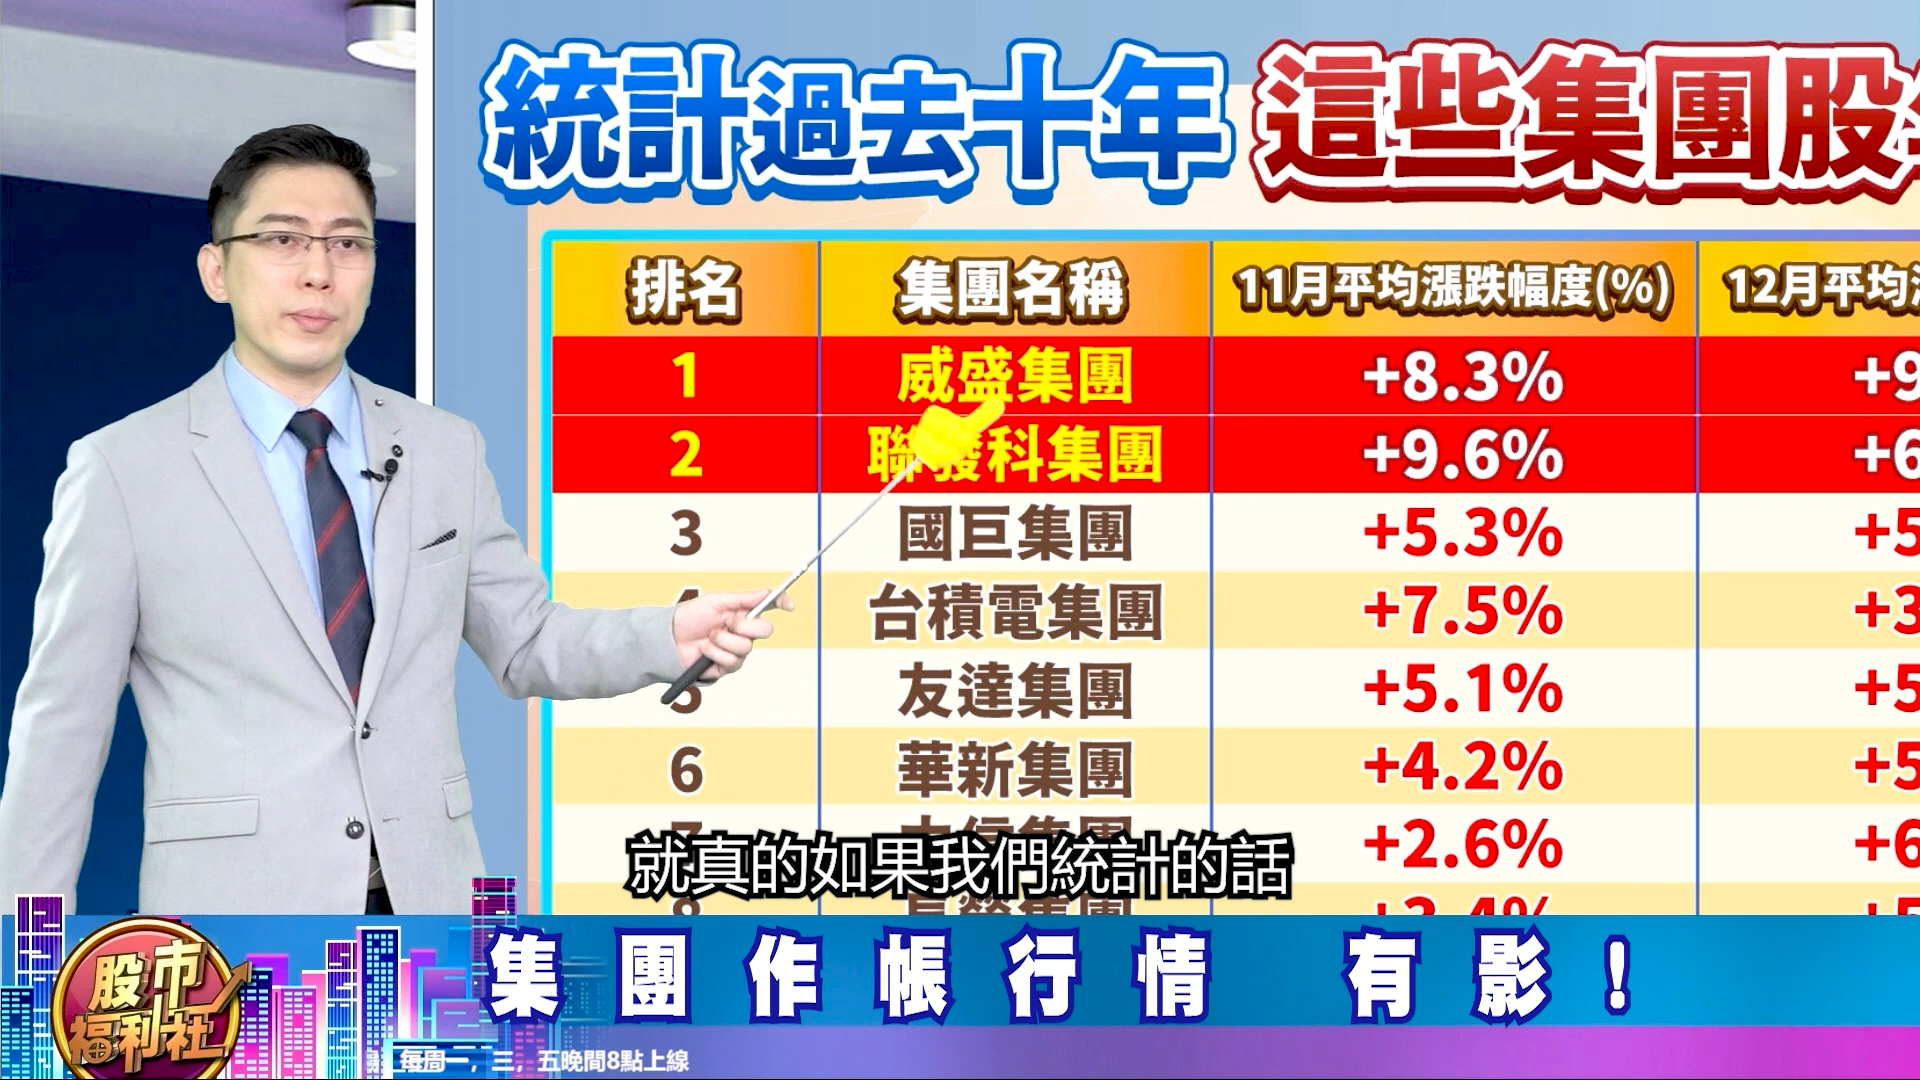 統計過去十年 這些集團股
排名 集團名稱 11月平均漲跌幅度(%) 12月平均
1 威盛集團 +8.3% +9
2 聯發科集團 +9.6% +6
3 國巨集團 +5.3% +5
4 台積電集團 +7.5% +3
5 友達集團 +5.1% +5
6 華新集團 +4.2% +5
+2.6% +6
就真的如果我們統計的話
集團作帳行情 有影！
股市福利社
每周一，三，五晚間8點上線